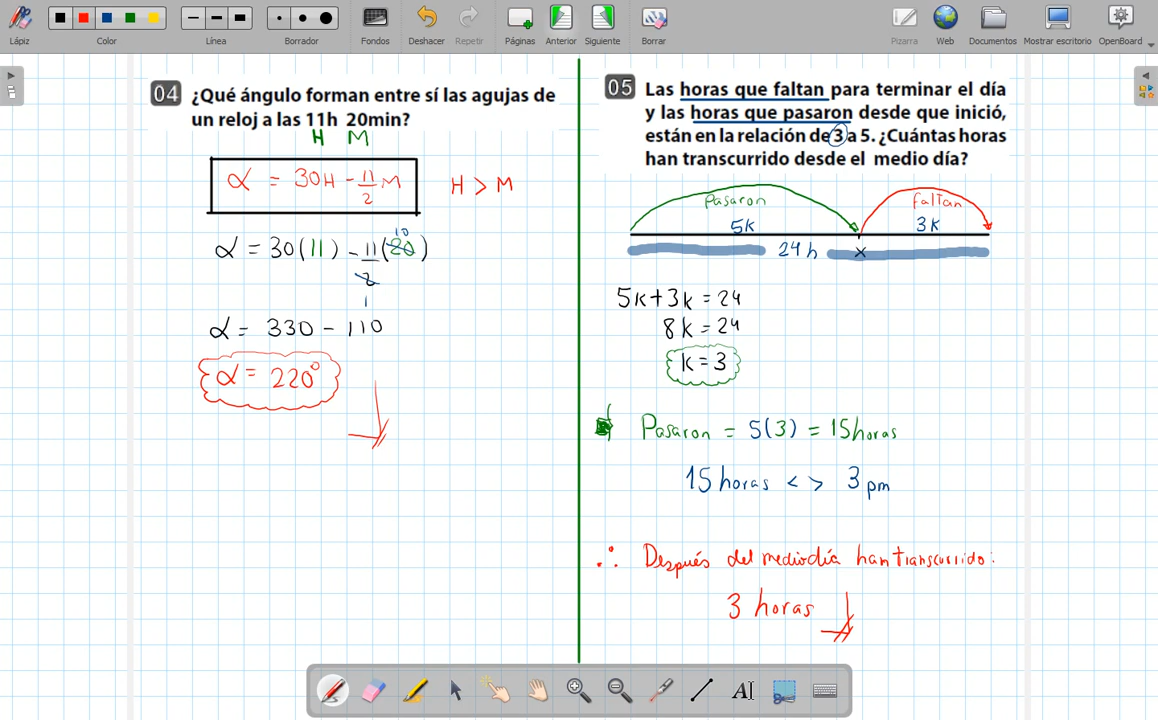 Lápiz
Color
Línea
Borrador
Fondos
Deshacer
Repetir
Páginas
Anterior
Siguiente
Borrar
Pizarra
Web
Documentos
Mostrar escritorio
OpenBoard
04 ¿Qué ángulo forman entre sí las agujas de
un reloj a las 11h 20min?
H M
α = 30H - 11/2 M
H > M
α = 30(11) - 11/2 (20)
10
1
α = 330 - 110
α = 220°
05 Las horas que faltan para terminar el día
y las horas que pasaron desde que inició,
están en la relación de 3 a 5. ¿Cuántas horas
han transcurrido desde el medio día?
Pasaron
faltan
5k
3k
24h
x
5k+3k = 24
8k = 24
k = 3
Pasaron = 5(3) = 15horas
15 horas < > 3 pm
∴ Después del mediodía han transcurrido:
3 horas
AI